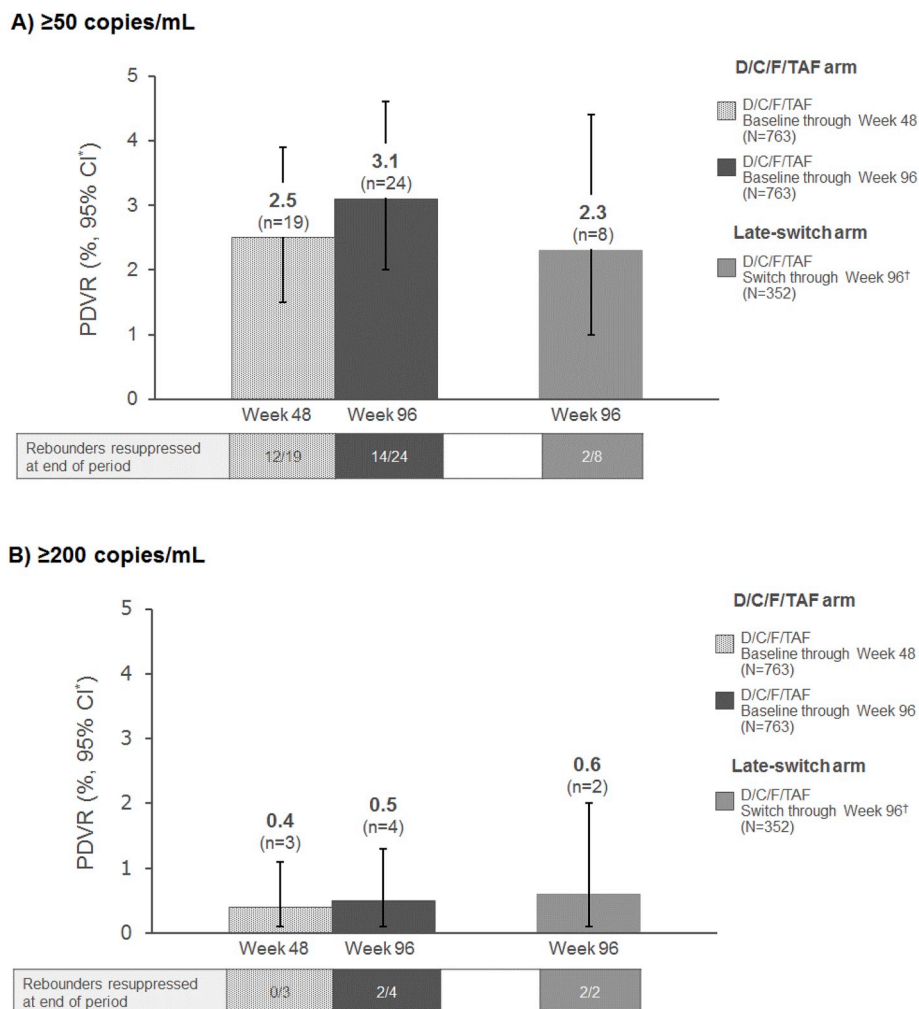 A) ≥50 copies/mL
PDVR (%, 95% CI*)
5
4
3
2
1
0
2.5
(n=19)
3.1
(n=24)
2.3
(n=8)
Week 48
Week 96
Week 96
D/C/F/TAF arm
D/C/F/TAF
Baseline through Week 48
(N=763)
D/C/F/TAF
Baseline through Week 96
(N=763)
Late-switch arm
D/C/F/TAF
Switch through Week 96†
(N=352)
Rebounders resuppressed
at end of period
12/19
14/24
2/8
B) ≥200 copies/mL
PDVR (%, 95% CI*)
5
4
3
2
1
0
0.4
(n=3)
0.5
(n=4)
0.6
(n=2)
Week 48
Week 96
Week 96
D/C/F/TAF arm
D/C/F/TAF
Baseline through Week 48
(N=763)
D/C/F/TAF
Baseline through Week 96
(N=763)
Late-switch arm
D/C/F/TAF
Switch through Week 96†
(N=352)
Rebounders resuppressed
at end of period
0/3
2/4
2/2